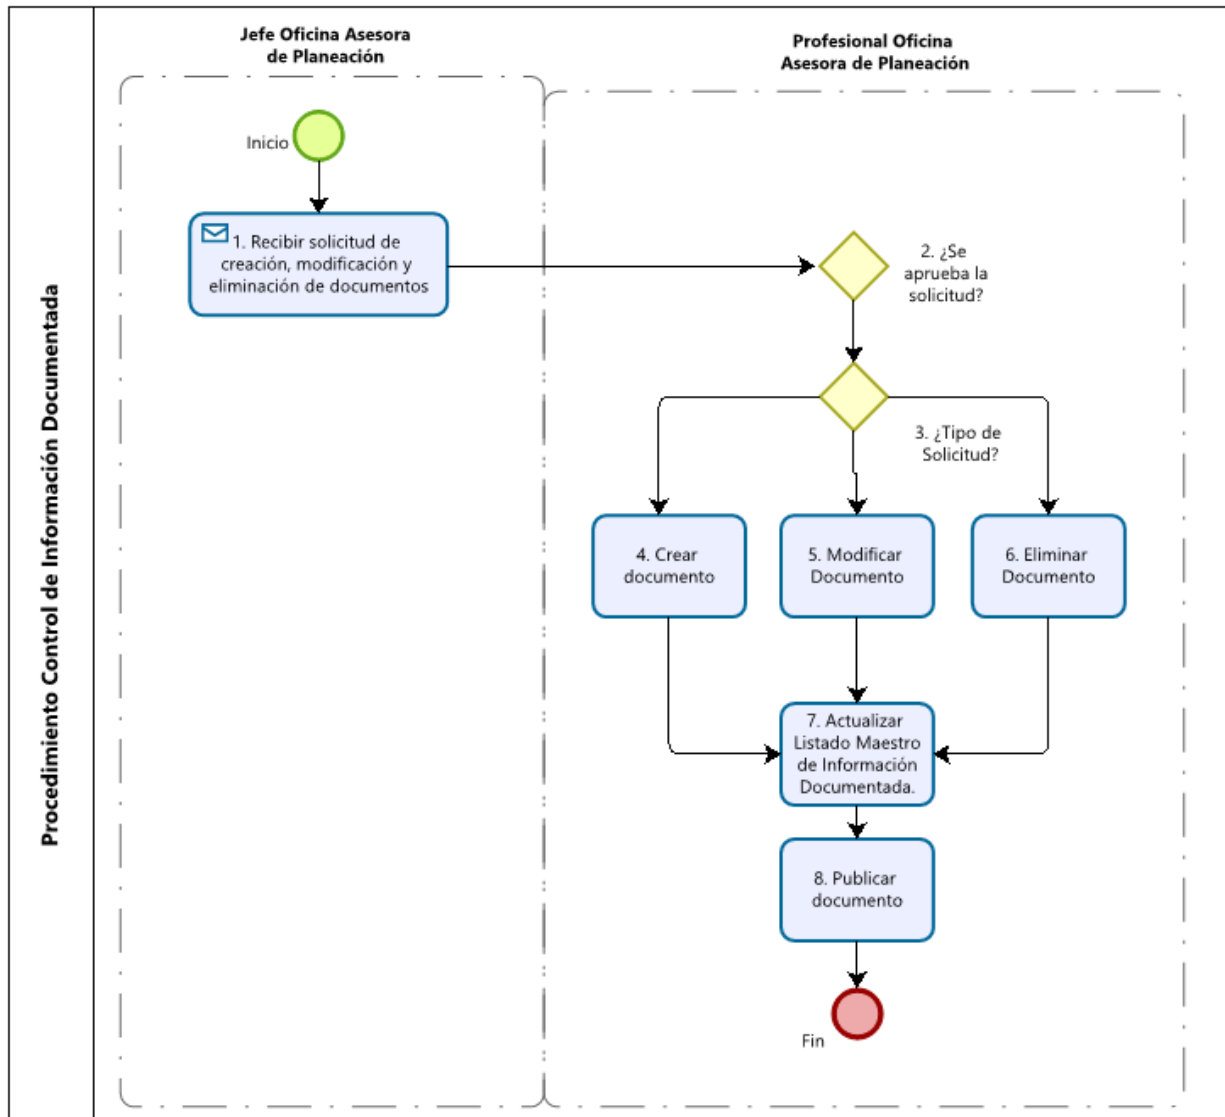 Procedimiento Control de Información Documentada
Jefe Oficina Asesora
de Planeación
Profesional Oficina
Asesora de Planeación
Inicio
1. Recibir solicitud de
creación, modificación y
eliminación de documentos
2. ¿Se
aprueba la
solicitud?
3. ¿Tipo de
Solicitud?
4. Crear
documento
5. Modificar
Documento
6. Eliminar
Documento
7. Actualizar
Listado Maestro
de Información
Documentada.
8. Publicar
documento
Fin